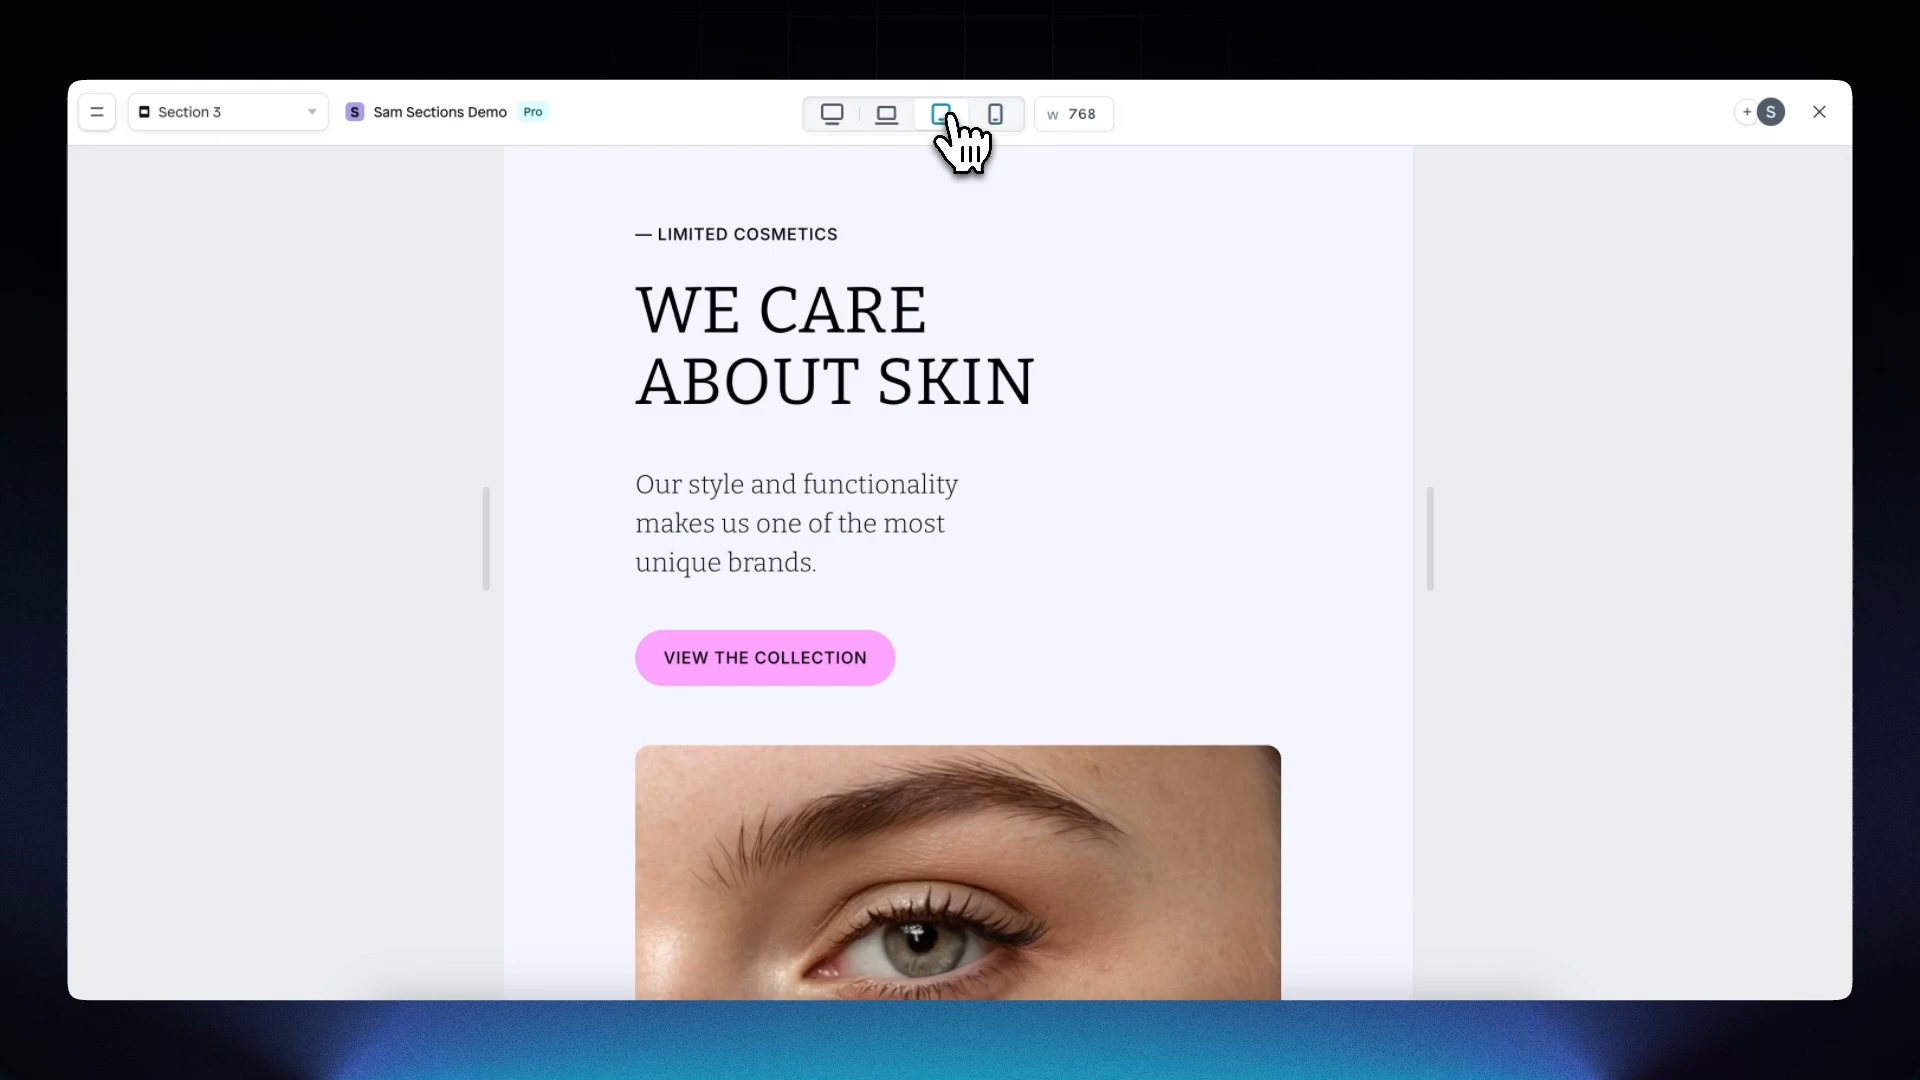 Section 3
S Sam Sections Demo Pro
W 768
+ S
— LIMITED COSMETICS
WE CARE
ABOUT SKIN
Our style and functionality
makes us one of the most
unique brands.
VIEW THE COLLECTION